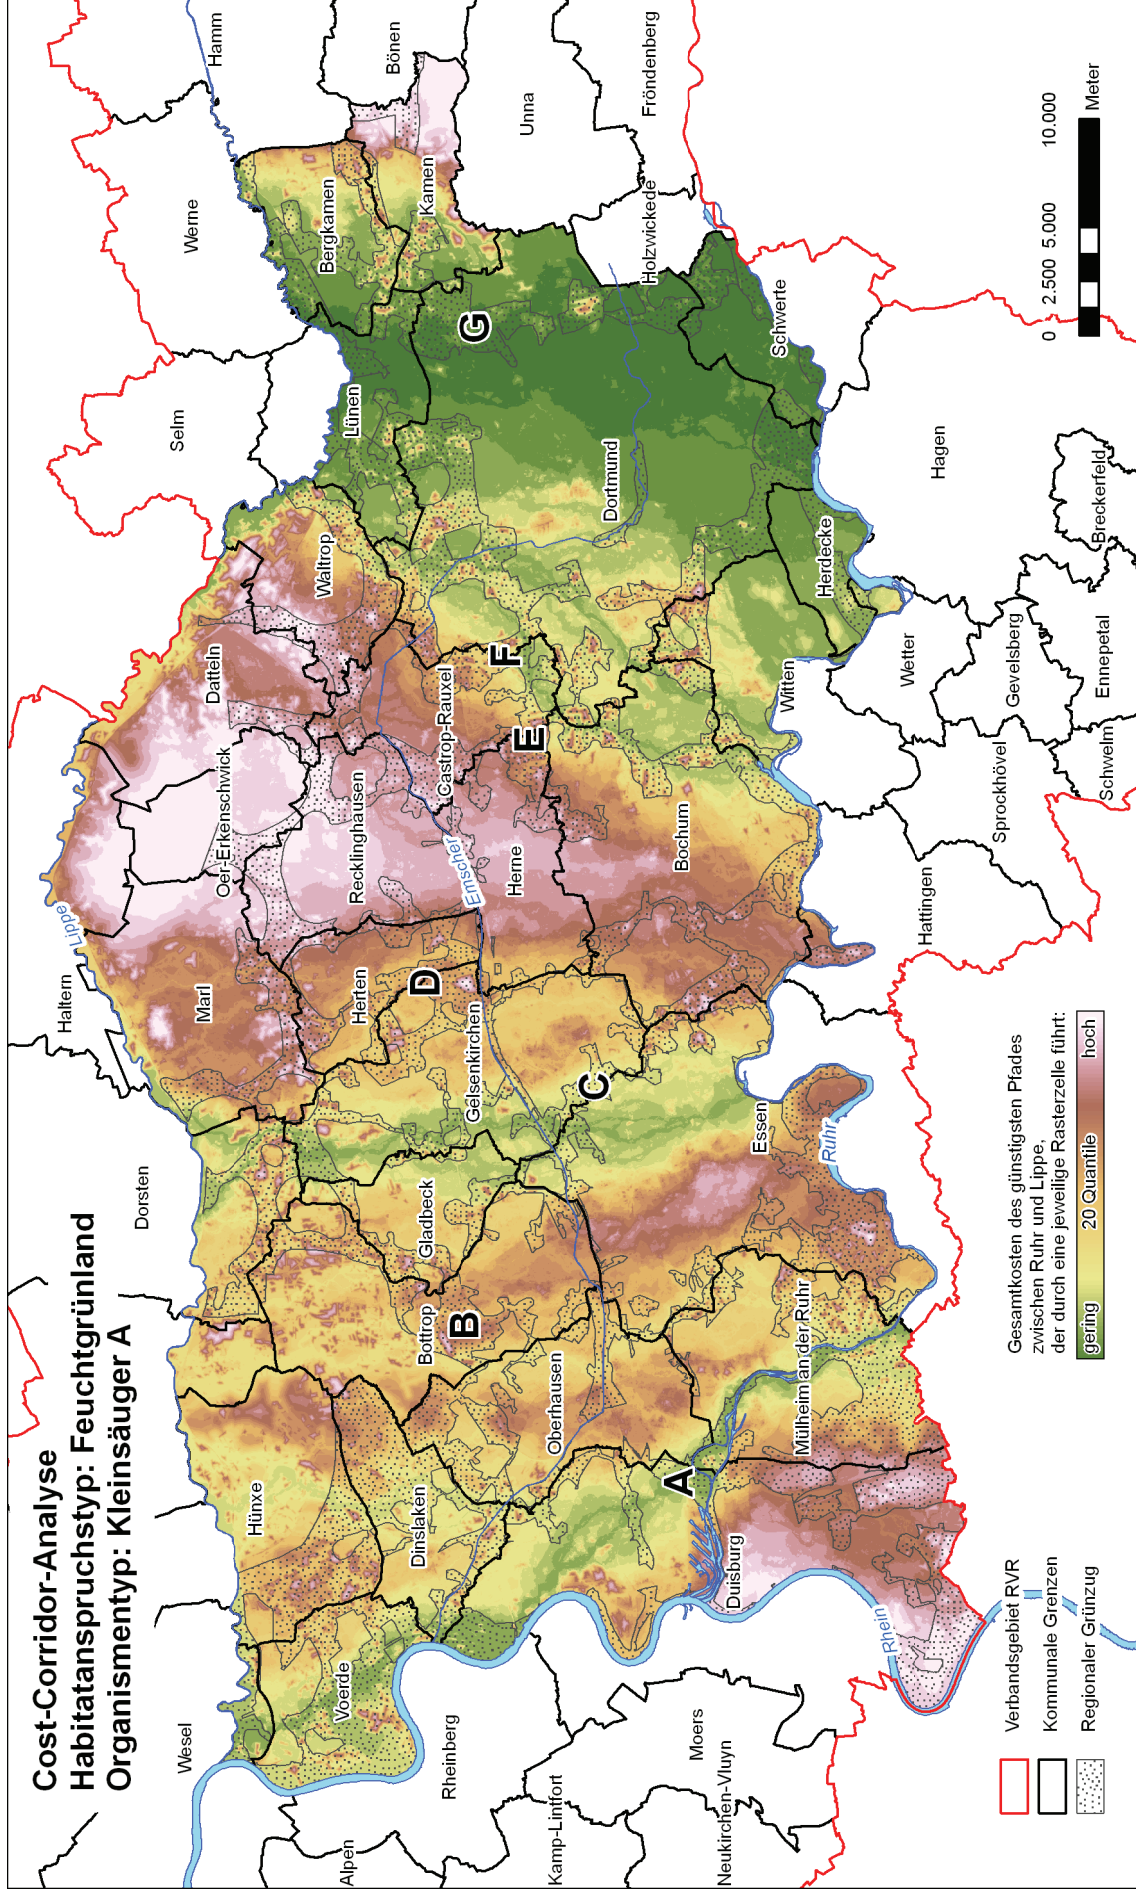 Cost-Corridor-Analyse
Habitatanspruchstyp: Feuchtgrünland
Organismentyp: Kleinsäuger A
Wesel
Hünxe
Dorsten
Haltern
Lippe
Marl
Oer-Erkenschwick
Datteln
Waltrop
Selm
Werne
Hamm
Voerde
Dinslaken
Bottrop
Gladbeck
Herten
Recklinghausen
Castrop-Rauxel
Lünen
Bergkamen
Kamen
Bönen
Alpen
Rheinberg
Oberhausen
B
Gelsenkirchen
D
Emscher
Herne
E
F
G
Unna
Kamp-Lintfort
Moers
Neukirchen-Vluyn
A
C
Duisburg
Mülheim an der Ruhr
Essen
Ruhr
Bochum
Witten
Dortmund
Herdecke
Holzwickede
Fröndenberg
Schwerte
Rhein
Hattingen
Sprockhövel
Wetter
Gevelsberg
Schwelm
Ennepetal
Hagen
Breckerfeld
Verbandsgebiet RVR
Kommunale Grenzen
Regionaler Grünzug
Gesamtkosten des günstigsten Pfades
zwischen Ruhr und Lippe,
der durch eine jeweilige Rasterzelle führt:
gering 20 Quantile hoch
0 2.500 5.000 10.000
Meter